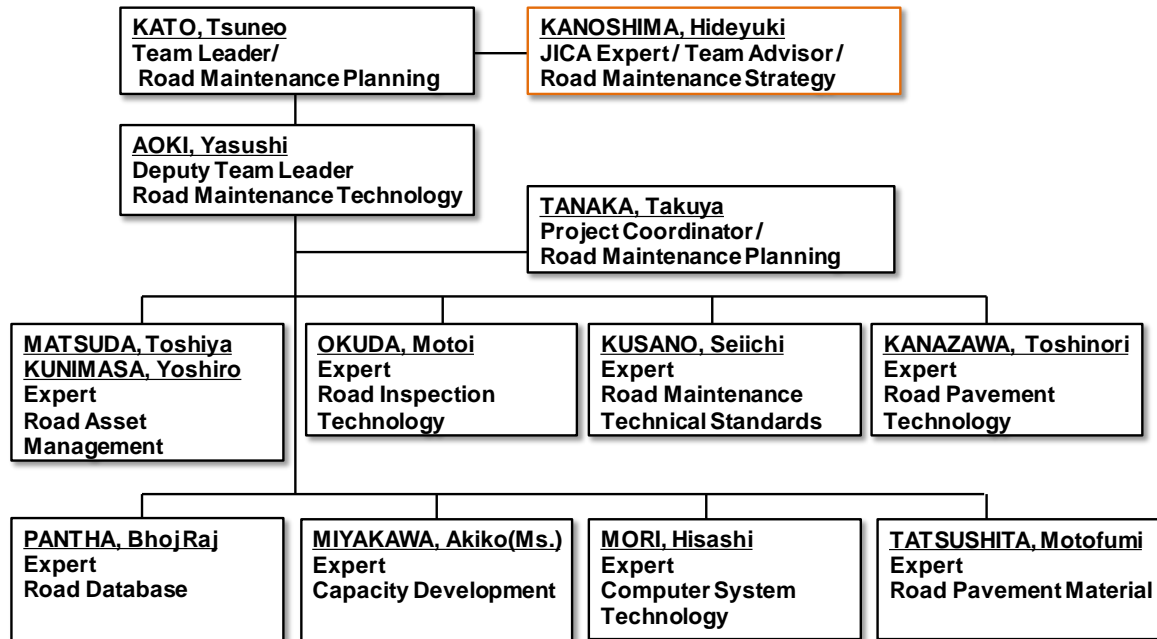 KATO, Tsuneo
Team Leader/
Road Maintenance Planning
KANOSHIMA, Hideyuki
JICA Expert / Team Advisor /
Road Maintenance Strategy
AOKI, Yasushi
Deputy Team Leader
Road Maintenance Technology
TANAKA, Takuya
Project Coordinator /
Road Maintenance Planning
MATSUDA, Toshiya
KUNIMASA, Yoshiro
Expert
Road Asset
Management
OKUDA, Motoi
Expert
Road Inspection
Technology
KUSANO, Seiichi
Expert
Road Maintenance
Technical Standards
KANAZAWA, Toshinori
Expert
Road Pavement
Technology
PANTHA, Bhoj Raj
Expert
Road Database
MIYAKAWA, Akiko(Ms.)
Expert
Capacity Development
MORI, Hisashi
Expert
Computer System
Technology
TATSUSHITA, Motofumi
Expert
Road Pavement Material